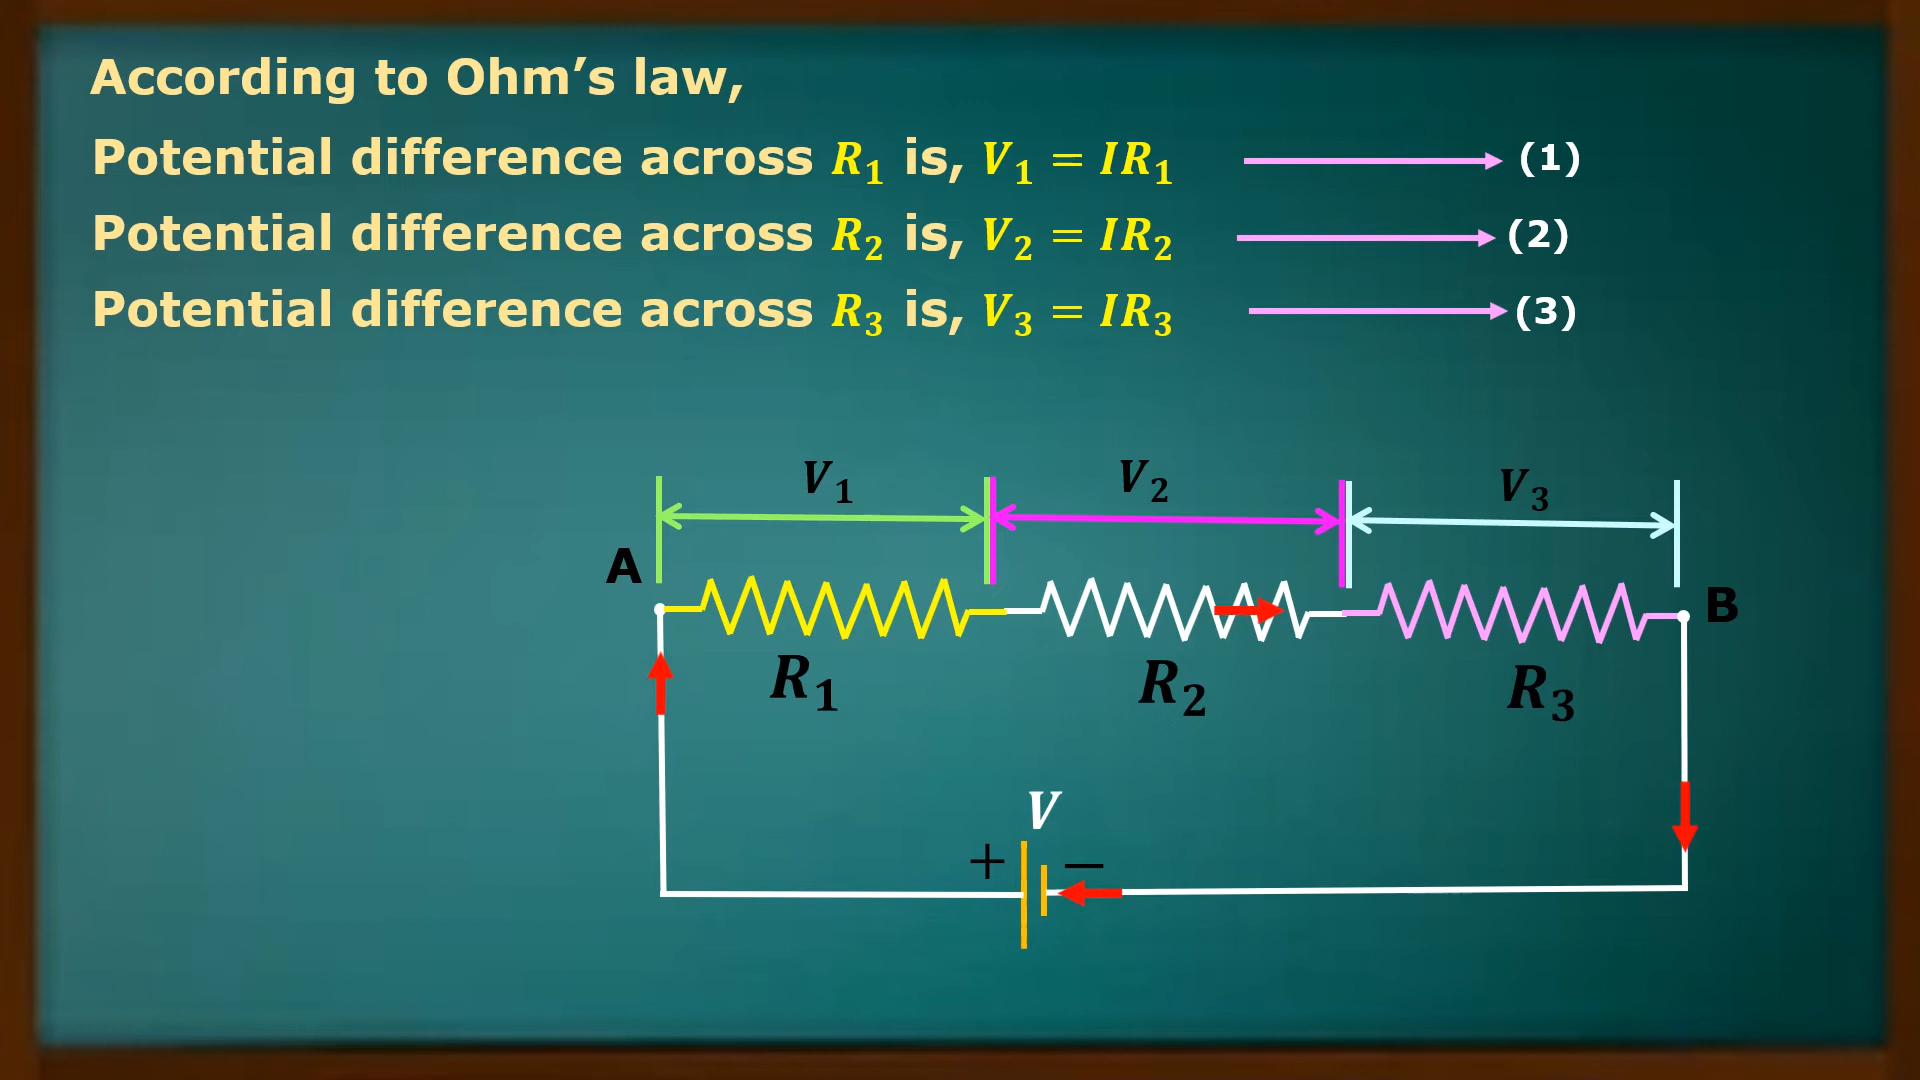 According to Ohm’s law,
Potential difference across R₁ is, V₁ = IR₁ (1)
Potential difference across R₂ is, V₂ = IR₂ (2)
Potential difference across R₃ is, V₃ = IR₃ (3)
V₁ V₂ V₃
A B
R₁ R₂ R₃
V
+ −